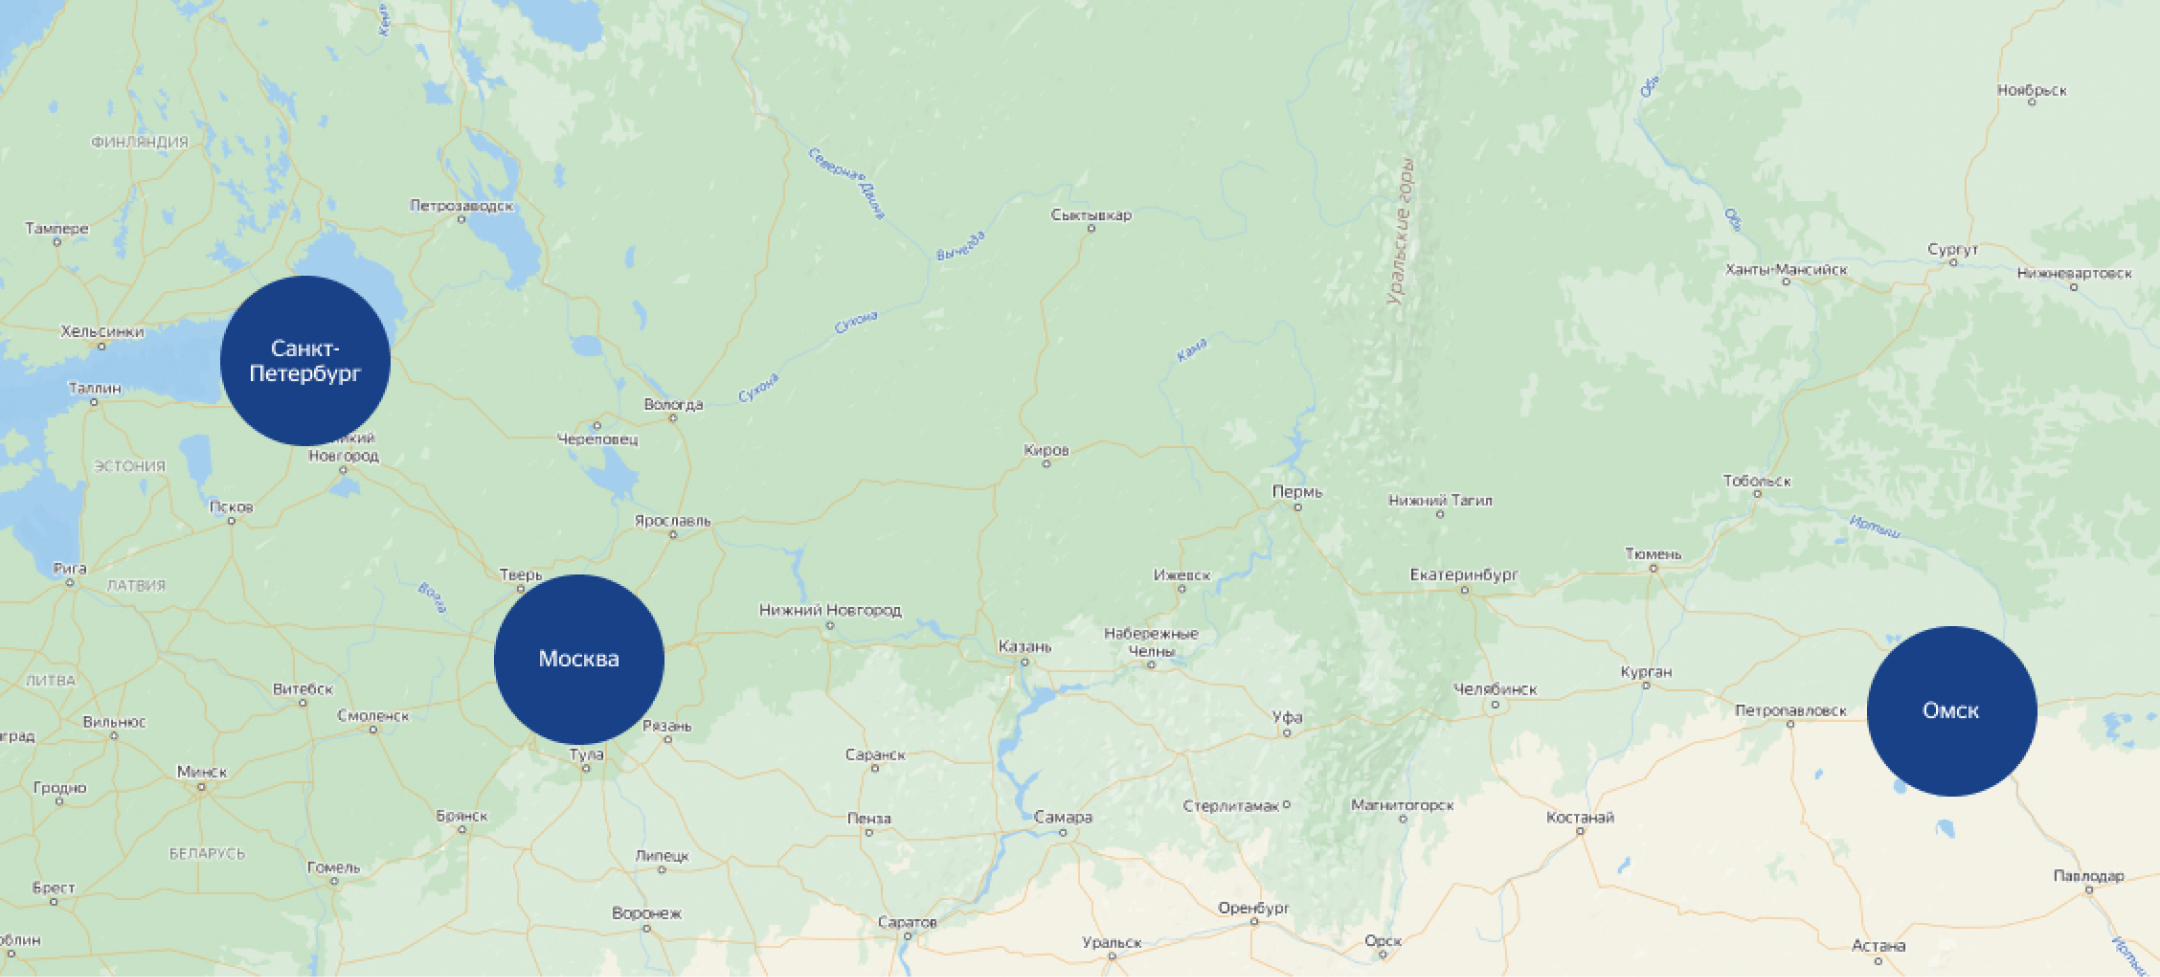 Кемь
Обь
Ноябрьск
ФИНЛЯНДИЯ
Северная Двина
Уральские горы
Петрозаводск
Сыктывкар
Обь
Тампере
Вычегда
Сургут
Ханты-Мансийск
Нижневартовск
Хельсинки
Сухона
Санкт-
Петербург
Кама
Таллин
Сухона
Вологда
Череповец
Новгород
Киров
ЭСТОНИЯ
Тобольск
Пермь
Нижний Тагил
Псков
Ярославль
Иртыш
Тюмень
Рига
ЛАТВИЯ
Тверь
Ижевск
Екатеринбург
Волга
Нижний Новгород
Набережные
Челны
Казань
Москва
Курган
ЛИТВА
Витебск
Челябинск
Омск
Петропавловск
Смоленск
Вильнюс
Уфа
Рязань
Тула
Саранск
Минск
Гродно
Стерлитамак
Магнитогорск
Брянск
Пенза
Самара
Костанай
БЕЛАРУСЬ
Липецк
Гомель
Павлодар
Брест
Оренбург
Воронеж
Саратов
Уральск
Орск
Астана